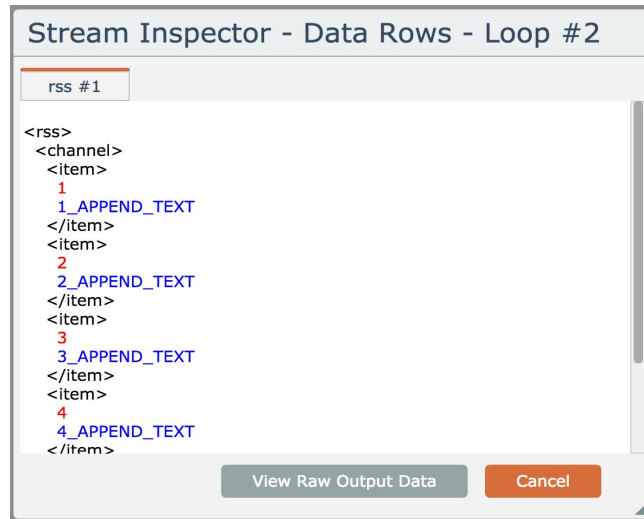 Stream Inspector - Data Rows - Loop #2
rss #1
<rss>
<channel>
<item>
1
1_APPEND_TEXT
</item>
<item>
2
2_APPEND_TEXT
</item>
<item>
3
3_APPEND_TEXT
</item>
<item>
4
4_APPEND_TEXT
</item>
View Raw Output Data
Cancel